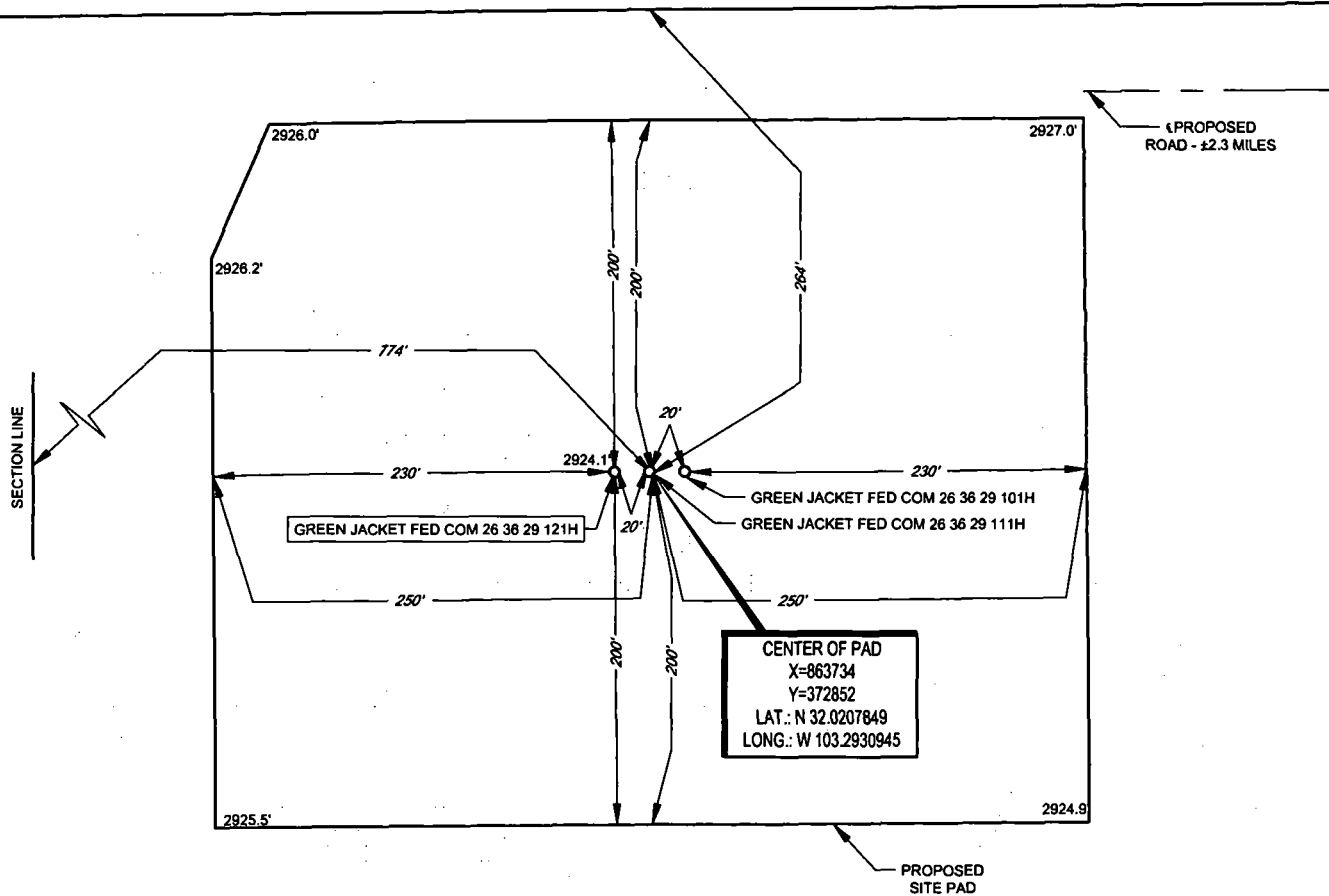 2926.0'
2927.0'
℄ PROPOSED
ROAD - ±2.3 MILES
2926.2'
200'
200'
264'
774'
SECTION LINE
20'
2924.1'
230'
230'
GREEN JACKET FED COM 26 36 29 101H
GREEN JACKET FED COM 26 36 29 111H
GREEN JACKET FED COM 26 36 29 121H
20'
250'
250'
200'
200'
CENTER OF PAD
X=863734
Y=372852
LAT.: N 32.0207849
LONG.: W 103.2930945
2925.5'
2924.9'
PROPOSED
SITE PAD